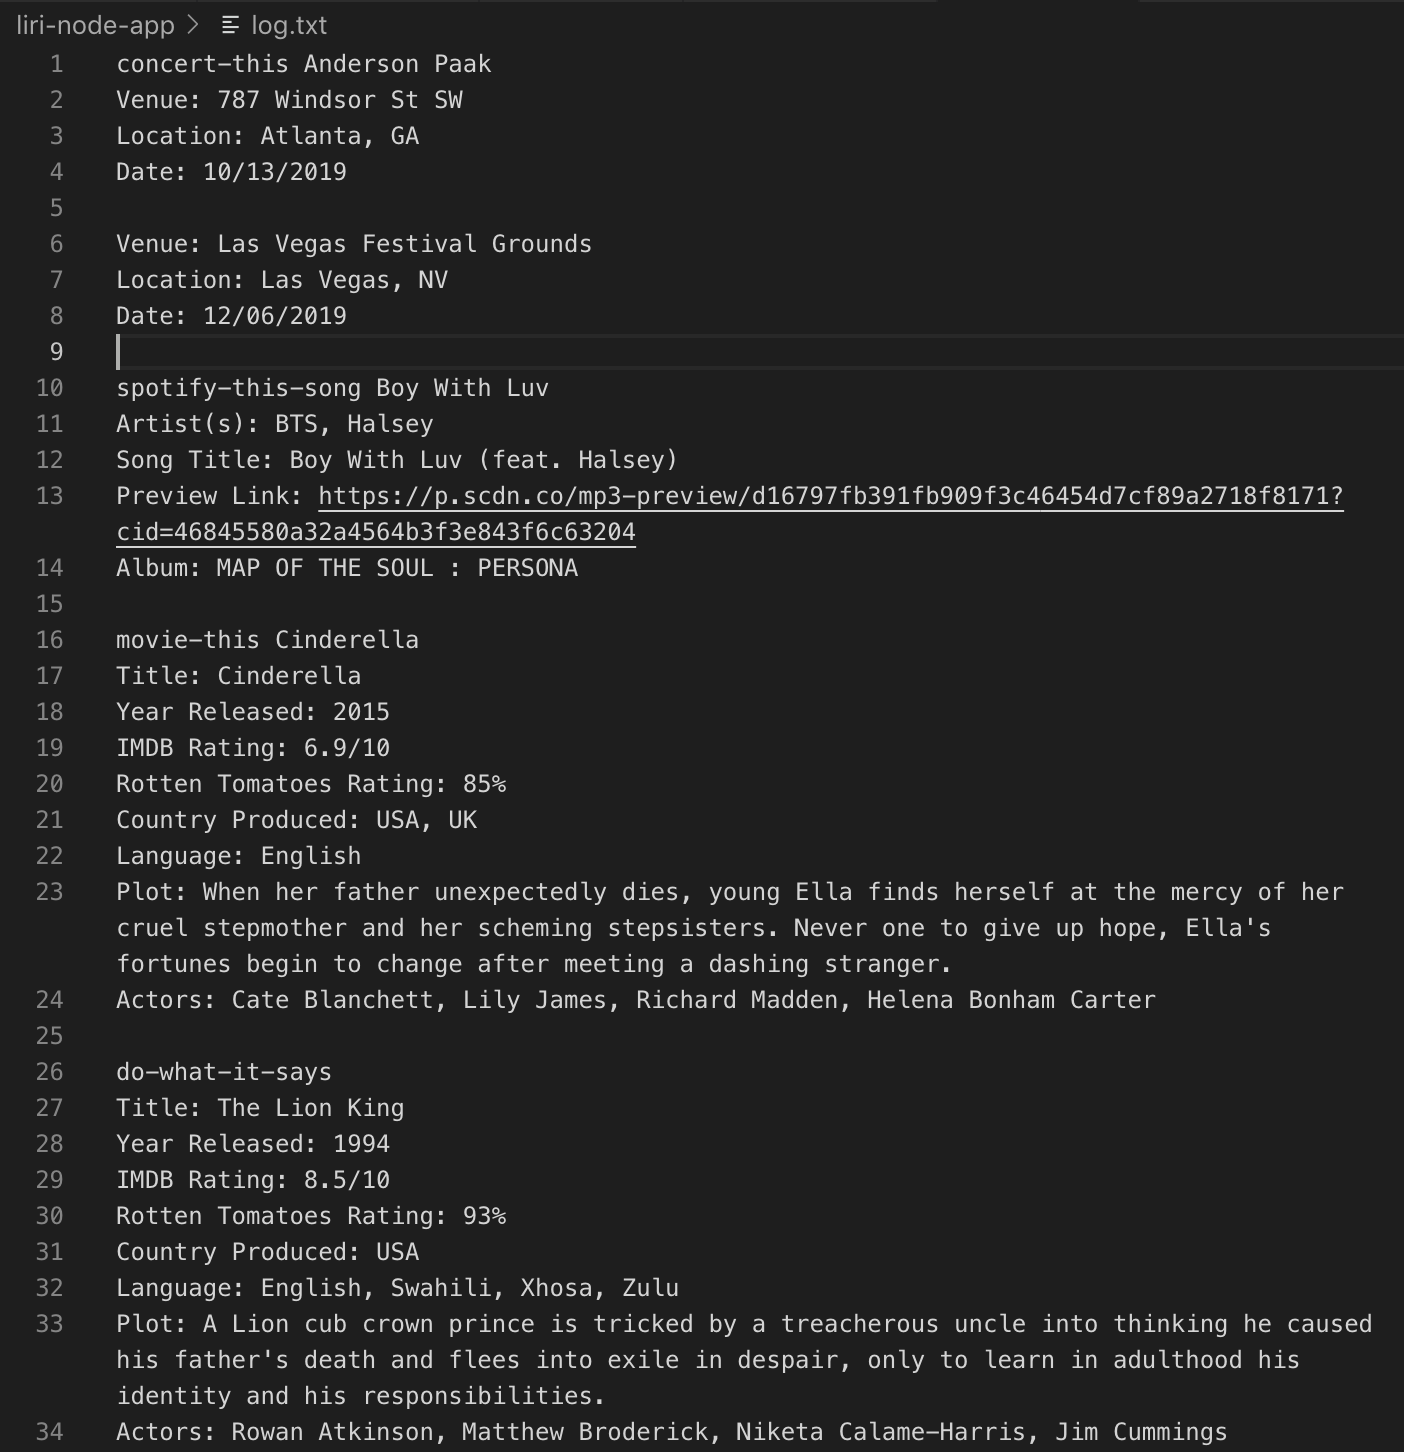 liri-node-app > log.txt
1 concert-this Anderson Paak
2 Venue: 787 Windsor St SW
3 Location: Atlanta, GA
4 Date: 10/13/2019
5
6 Venue: Las Vegas Festival Grounds
7 Location: Las Vegas, NV
8 Date: 12/06/2019
9
10 spotify-this-song Boy With Luv
11 Artist(s): BTS, Halsey
12 Song Title: Boy With Luv (feat. Halsey)
13 Preview Link: https://p.scdn.co/mp3-preview/d16797fb391fb909f3c46454d7cf89a2718f8171?
cid=46845580a32a4564b3f3e843f6c63204
14 Album: MAP OF THE SOUL : PERSONA
15
16 movie-this Cinderella
17 Title: Cinderella
18 Year Released: 2015
19 IMDB Rating: 6.9/10
20 Rotten Tomatoes Rating: 85%
21 Country Produced: USA, UK
22 Language: English
23 Plot: When her father unexpectedly dies, young Ella finds herself at the mercy of her
cruel stepmother and her scheming stepsisters. Never one to give up hope, Ella's
fortunes begin to change after meeting a dashing stranger.
24 Actors: Cate Blanchett, Lily James, Richard Madden, Helena Bonham Carter
25
26 do-what-it-says
27 Title: The Lion King
28 Year Released: 1994
29 IMDB Rating: 8.5/10
30 Rotten Tomatoes Rating: 93%
31 Country Produced: USA
32 Language: English, Swahili, Xhosa, Zulu
33 Plot: A Lion cub crown prince is tricked by a treacherous uncle into thinking he caused
his father's death and flees into exile in despair, only to learn in adulthood his
identity and his responsibilities.
34 Actors: Rowan Atkinson, Matthew Broderick, Niketa Calame-Harris, Jim Cummings